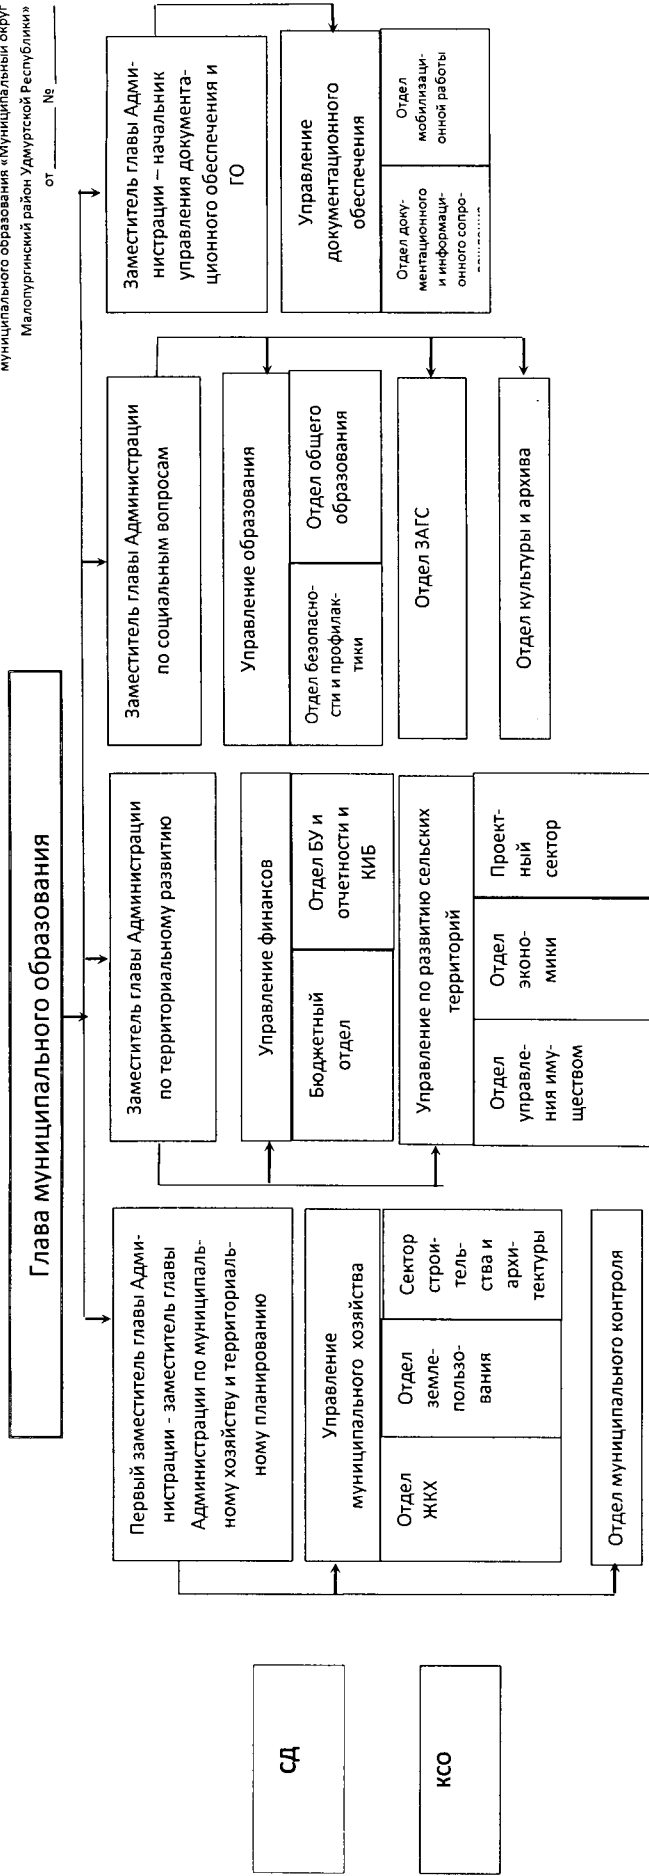 муниципального образования «Муниципальный округ
Малопургинский район Удмуртской Республики»
от ______ № ______
Глава муниципального образования
СД
КСО
Первый заместитель главы Адми-
нистрации - заместитель главы
Администрации по муниципаль-
ному хозяйству и территориаль-
ному планированию
Управление
муниципального хозяйства
Отдел
ЖКХ
Отдел
земле-
пользо-
вания
Сектор
строи-
тель-
ства и
архи-
тектуры
Отдел муниципального контроля
Заместитель главы Администрации
по территориальному развитию
Управление финансов
Бюджетный
отдел
Отдел БУ и
отчетности и
КИБ
Управление по развитию сельских
территорий
Отдел
управле-
ния иму-
ществом
Отдел
эконо-
мики
Проект-
ный
сектор
Заместитель главы Администрации
по социальным вопросам
Управление образования
Отдел безопасно-
сти и профилак-
тики
Отдел общего
образования
Отдел ЗАГС
Отдел культуры и архива
Заместитель главы Адми-
нистрации – начальник
управления документа-
ционного обеспечения и
ГО
Управление
документационного
обеспечения
Отдел доку-
ментационного
и информаци-
онного сопро-
Отдел
мобилизаци-
онной работы